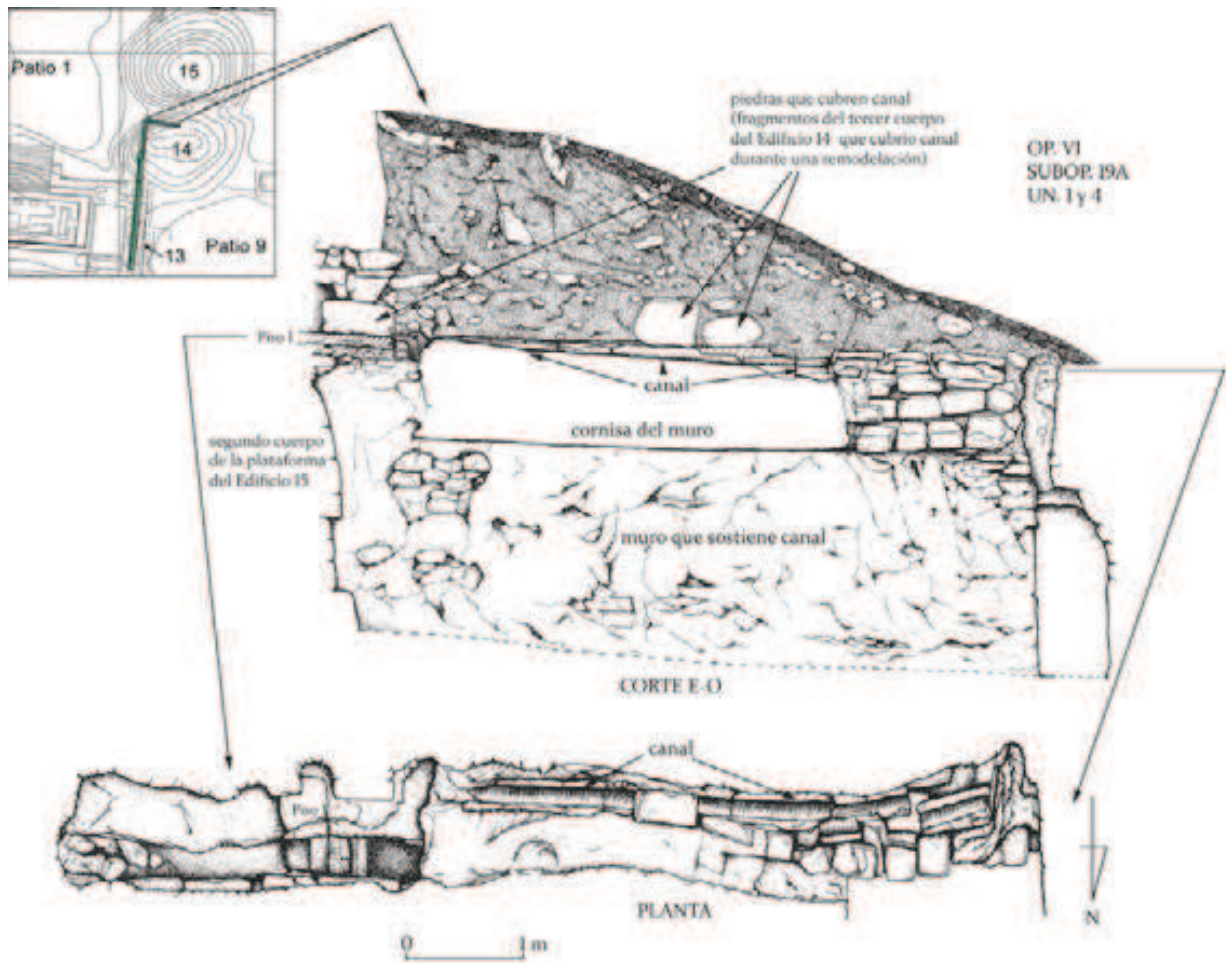 Patio 1
15
14
13
Patio 9
piedras que cubren canal
(fragmentos del tercer cuerpo
del Edificio 14 que cubrio canal
durante una remodelación)
OP. VI
SUBOP. 19A
UN. 1 y 4
Piso 1
canal
cornisa del muro
segundo cuerpo
de la plataforma
del Edificio 15
muro que sostiene canal
CORTE E-O
canal
Piso
PLANTA
N
0 1 m